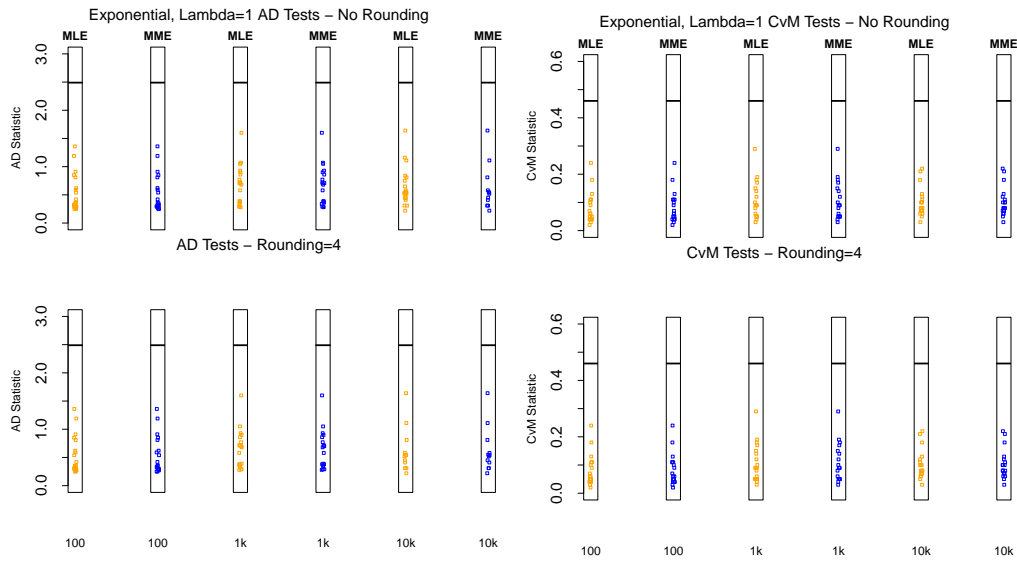 Exponential, Lambda=1 AD Tests − No Rounding
MLE MME MLE MME MLE MME
3.0
2.0
1.0
0.0
AD Statistic
AD Tests − Rounding=4
3.0
2.0
1.0
0.0
AD Statistic
100 100 1k 1k 10k 10k
Exponential, Lambda=1 CvM Tests − No Rounding
MLE MME MLE MME MLE MME
0.6
0.4
0.2
0.0
CvM Statistic
CvM Tests − Rounding=4
0.6
0.4
0.2
0.0
CvM Statistic
100 100 1k 1k 10k 10k